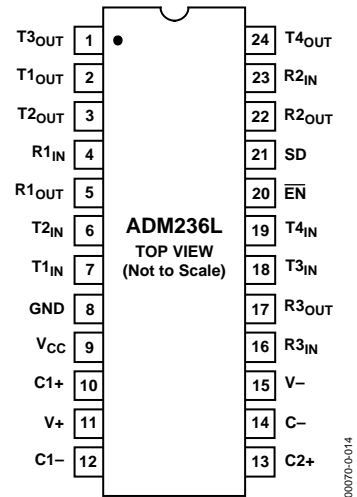 T3OUT 1 24 T4OUT
T1OUT 2 23 R2IN
T2OUT 3 22 R2OUT
R1IN 4 21 SD
R1OUT 5 20 EN
T2IN 6 ADM236L 19 T4IN
TOP VIEW
T1IN 7 (Not to Scale) 18 T3IN
GND 8 17 R3OUT
VCC 9 16 R3IN
C1+ 10 15 V–
V+ 11 14 C–
C1– 12 13 C2+
00070-0-014